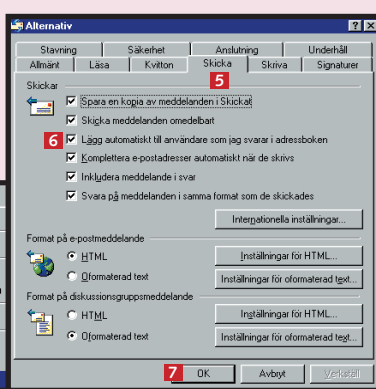 Alternativ
Stavning Säkerhet Anslutning Underhåll
Allmänt Läsa Kvitton Skicka Skriva Signaturer
5
Skickar
Spara en kopia av meddelanden i Skickat
Skicka meddelanden omedelbart
6 Lägg automatiskt till användare som jag svarar i adressboken
Komplettera e-postadresser automatiskt när de skrivs
Inkludera meddelande i svar
Svara på meddelanden i samma format som de skickades
Internationella inställningar...
Format på e-postmeddelande
HTML Inställningar för HTML...
Oformaterad text Inställningar för oformaterad text...
Format på diskussionsgruppsmeddelande
HTML Inställningar för HTML...
Oformaterad text Inställningar för oformaterad text...
7 OK Avbryt Verkställ